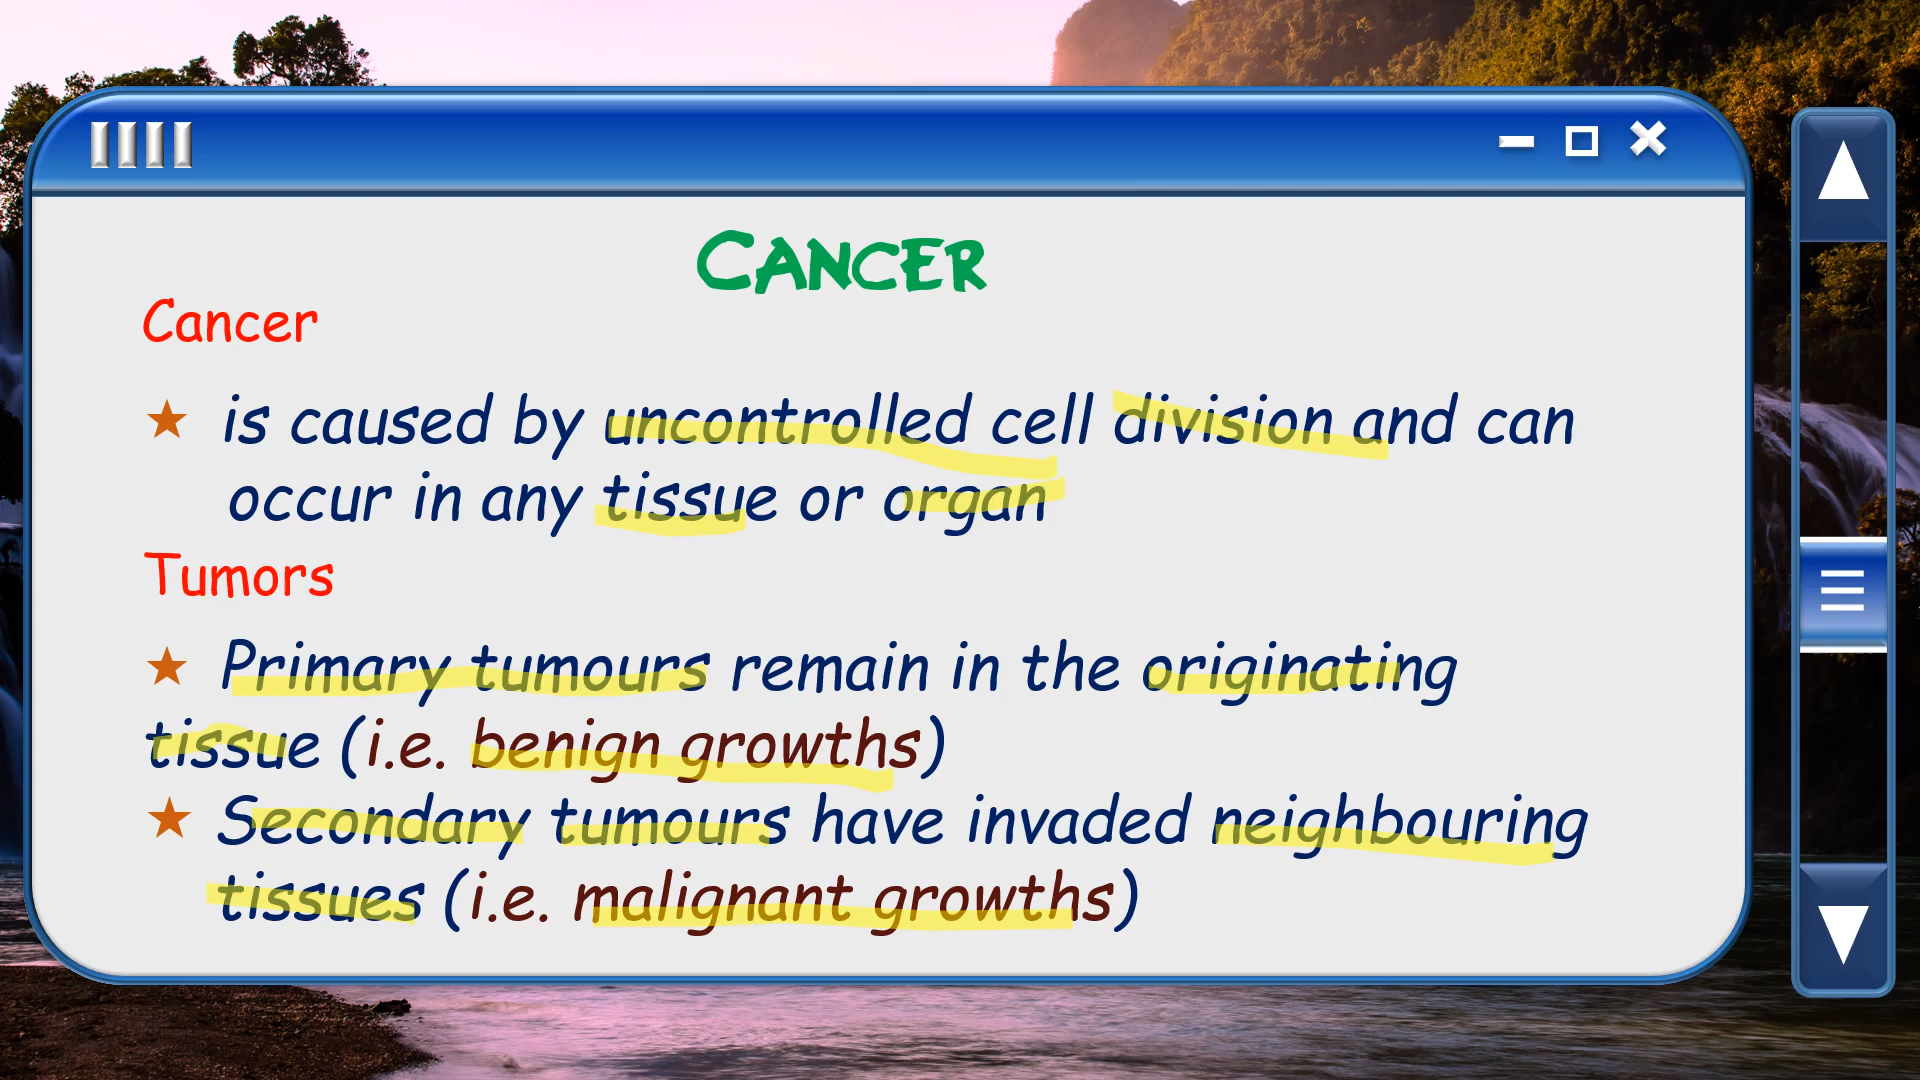 CANCER
Cancer
★ is caused by uncontrolled cell division and can
occur in any tissue or organ
Tumors
★ Primary tumours remain in the originating
tissue (i.e. benign growths)
★ Secondary tumours have invaded neighbouring
tissues (i.e. malignant growths)